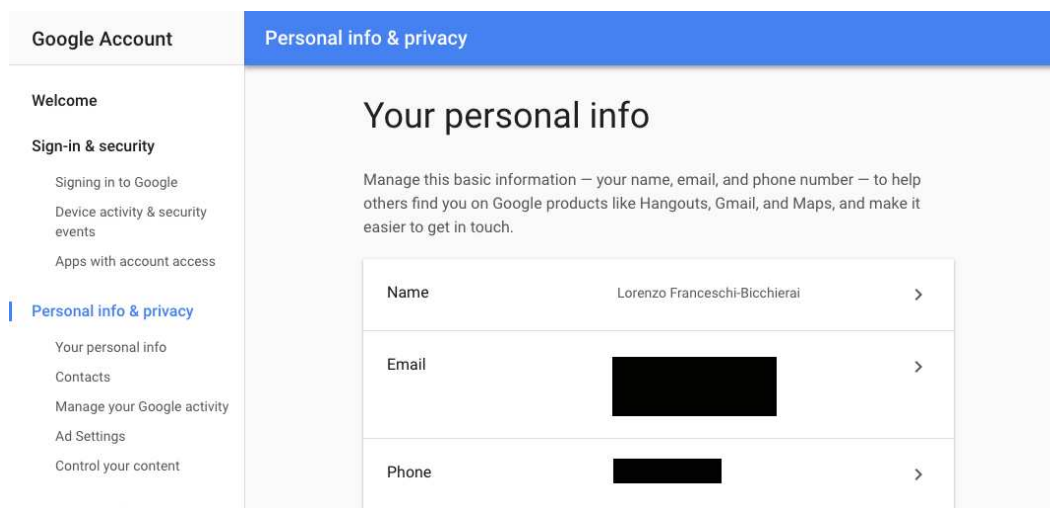 Google Account
Personal info & privacy
Welcome
Sign-in & security
Signing in to Google
Device activity & security
events
Apps with account access
Personal info & privacy
Your personal info
Contacts
Manage your Google activity
Ad Settings
Control your content
Your personal info
Manage this basic information — your name, email, and phone number — to help
others find you on Google products like Hangouts, Gmail, and Maps, and make it
easier to get in touch.
Name Lorenzo Franceschi-Bicchierai
Email
Phone